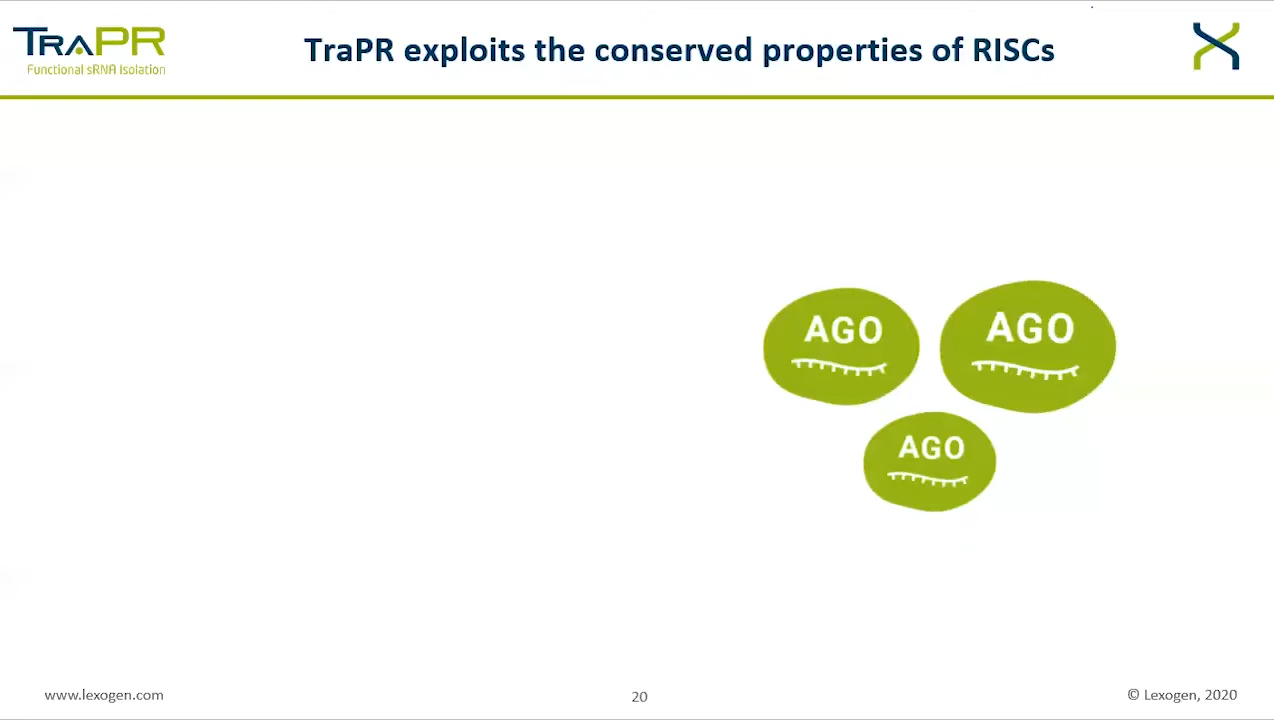 TRAPR
Functional sRNA Isolation
TraPR exploits the conserved properties of RISCs
AGO
AGO
AGO
www.lexogen.com
20
© Lexogen, 2020